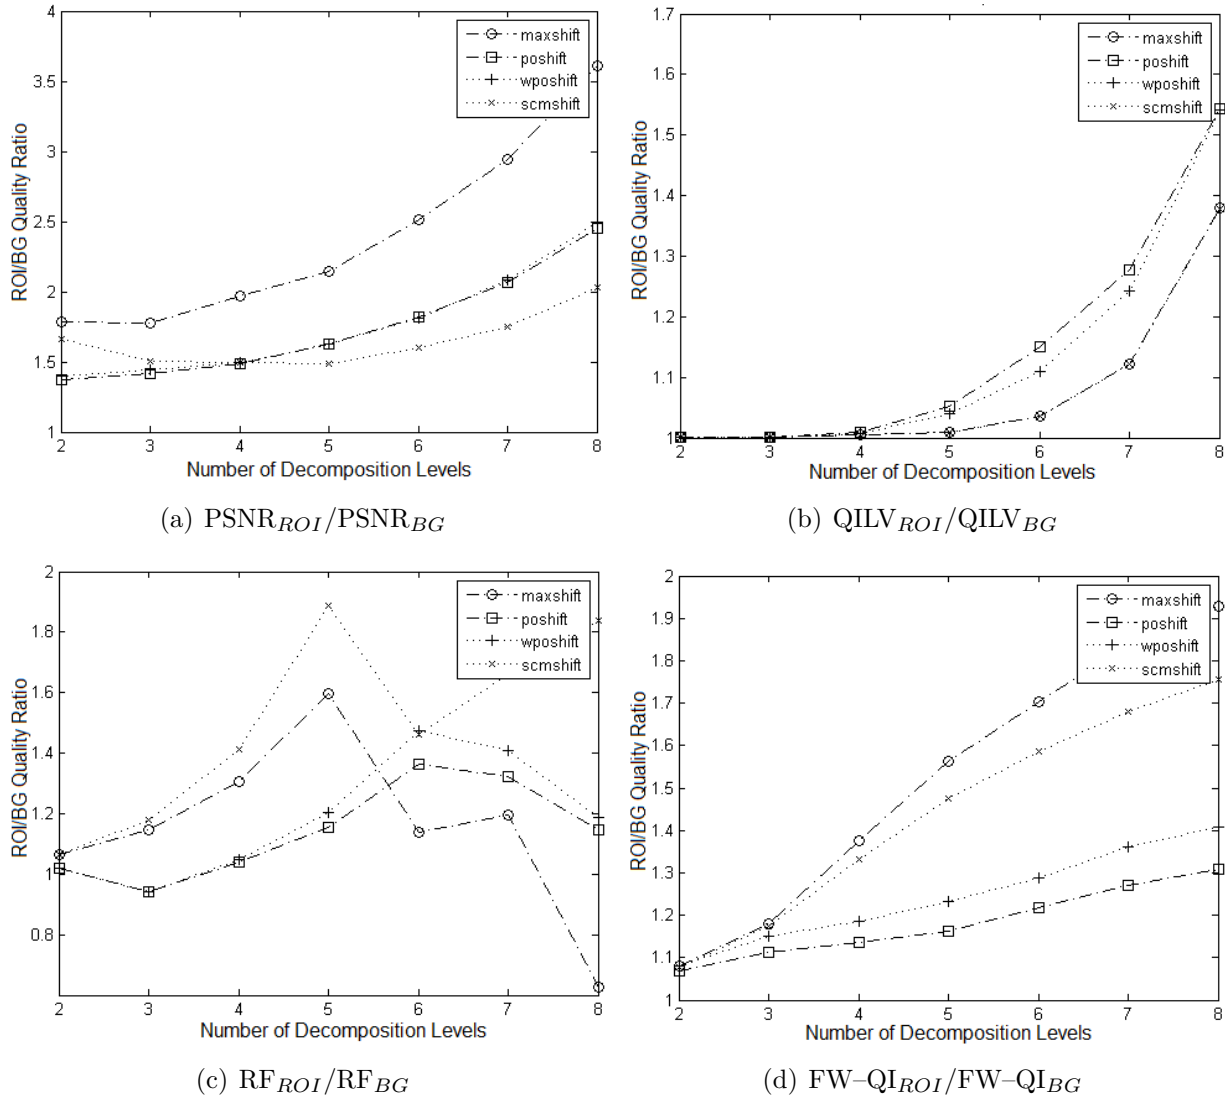 4
3.5
3
2.5
2
1.5
1
ROI/BG Quality Ratio
maxshift
poshift
wposhift
scmshift
2 3 4 5 6 7 8
Number of Decomposition Levels
(a) PSNR_ROI/PSNR_BG
1.7
1.6
1.5
1.4
1.3
1.2
1.1
1
ROI/BG Quality Ratio
maxshift
poshift
wposhift
scmshift
2 3 4 5 6 7 8
Number of Decomposition Levels
(b) QILV_ROI/QILV_BG
2
1.8
1.6
1.4
1.2
1
0.8
ROI/BG Quality Ratio
maxshift
poshift
wposhift
scmshift
2 3 4 5 6 7 8
Number of Decomposition Levels
(c) RF_ROI/RF_BG
2
1.9
1.8
1.7
1.6
1.5
1.4
1.3
1.2
1.1
1
ROI/BG Quality Ratio
maxshift
poshift
wposhift
scmshift
2 3 4 5 6 7 8
Number of Decomposition Levels
(d) FW–QI_ROI/FW–QI_BG